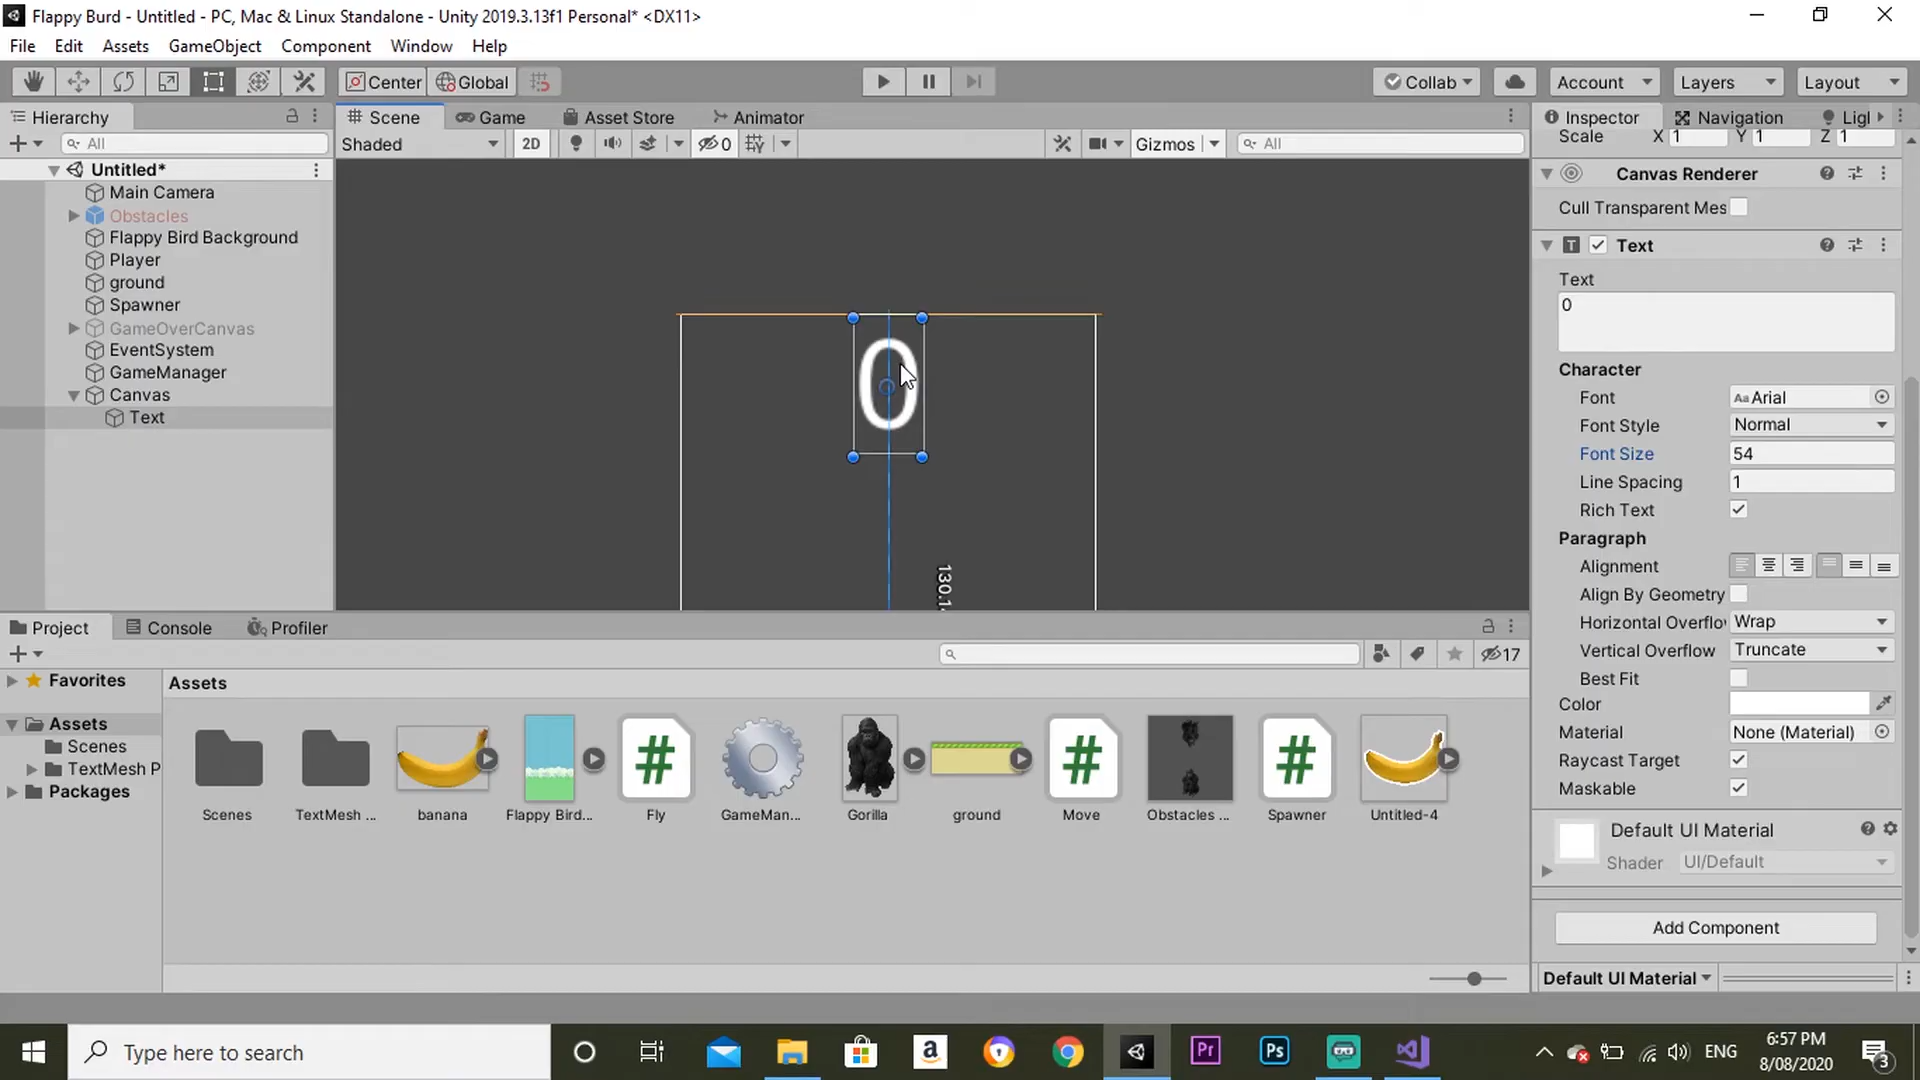 Flappy Burd - Untitled - PC, Mac & Linux Standalone - Unity 2019.3.13f1 Personal* <DX11>
File Edit Assets GameObject Component Window Help
Center Global Collab Account Layers Layout
Hierarchy Scene Game Asset Store Animator Inspector Navigation Ligl
All Shaded 2D 0 Gizmos All Scale X 1 Y 1 Z 1
Untitled*
Main Camera
Obstacles
Flappy Bird Background
Player
ground
Spawner
GameOverCanvas
EventSystem
GameManager
Canvas
Text
0
130.1
Canvas Renderer
Cull Transparent Mes
Text
Text
0
Character
Font Aa Arial
Font Style Normal
Font Size 54
Line Spacing 1
Rich Text
Paragraph
Alignment
Align By Geometry
Horizontal Overflo Wrap
Vertical Overflow Truncate
Best Fit
Color
Material None (Material)
Raycast Target
Maskable
Default UI Material
Shader UI/Default
Add Component
Default UI Material
Project Console Profiler
17
Favorites
Assets
Scenes
TextMesh P
Packages
Assets
Scenes TextMesh ... banana Flappy Bird... Fly GameMan... Gorilla ground Move Obstacles ... Spawner Untitled-4
Type here to search
a Pr Ps
ENG
6:57 PM
8/08/2020
3